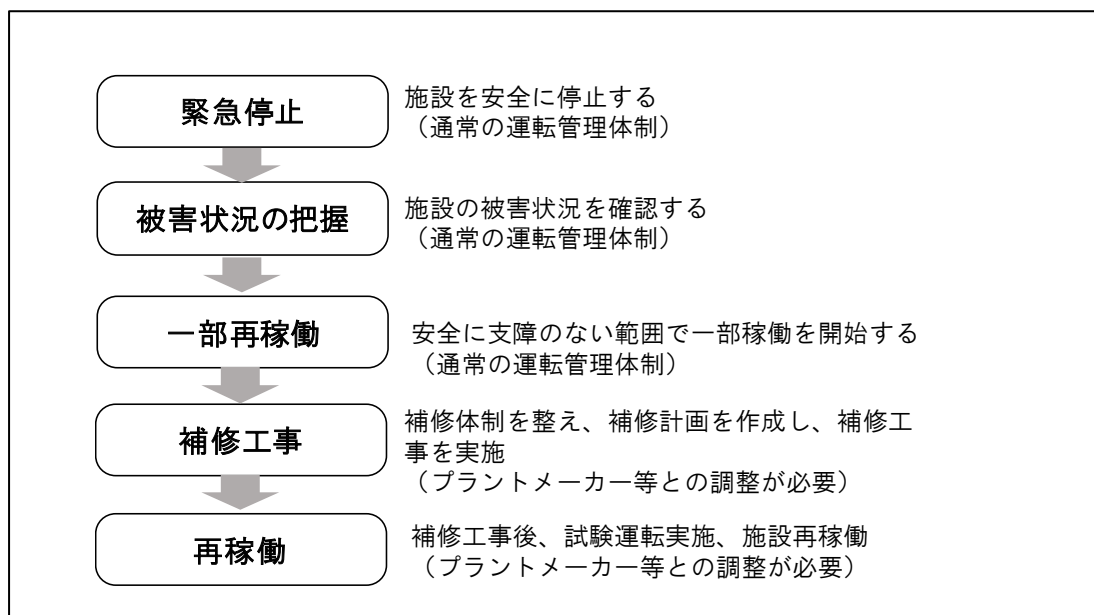 緊急停止
施設を安全に停止する
（通常の運転管理体制）
被害状況の把握
施設の被害状況を確認する
（通常の運転管理体制）
一部再稼働
安全に支障のない範囲で一部稼働を開始する
（通常の運転管理体制）
補修工事
補修体制を整え、補修計画を作成し、補修工
事を実施
（プラントメーカー等との調整が必要）
再稼働
補修工事後、試験運転実施、施設再稼働
（プラントメーカー等との調整が必要）